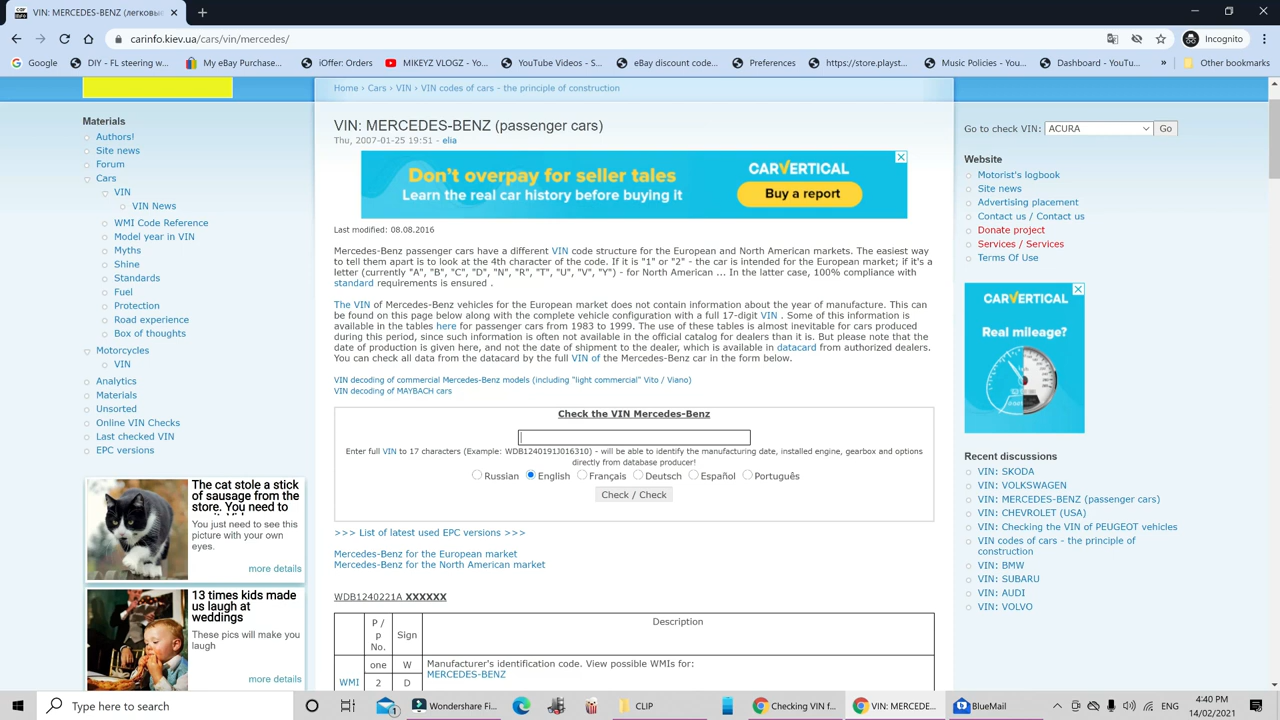 VIN: MERCEDES-BENZ (легковые
carinfo.kiev.ua/cars/vin/mercedes/
Incognito
Google
DIY - FL steering w...
My eBay Purchase...
iOffer: Orders
MIKEYZ VLOGZ - Yo...
YouTube Videos - S...
eBay discount code...
Preferences
https://store.playst...
Music Policies - You...
Dashboard - YouTu...
»
Other bookmarks
Home › Cars › VIN › VIN codes of cars - the principle of construction
Materials
Authors!
Site news
Forum
Cars
VIN
VIN News
WMI Code Reference
Model year in VIN
Myths
Shine
Standards
Fuel
Protection
Road experience
Box of thoughts
Motorcycles
VIN
Analytics
Materials
Unsorted
Online VIN Checks
Last checked VIN
EPC versions
The cat stole a stick
of sausage from the
store. You need to
You just need to see this
picture with your own
eyes.
more details
13 times kids made
us laugh at
weddings
These pics will make you
laugh
more details
VIN: MERCEDES-BENZ (passenger cars)
Thu, 2007-01-25 19:51 - elia
Don't overpay for seller tales
Learn the real car history before buying it
CARVERTICAL
Buy a report
Last modified: 08.08.2016
Mercedes-Benz passenger cars have a different VIN code structure for the European and North American markets. The easiest way
to tell them apart is to look at the 4th character of the code. If it is "1" or "2" - the car is intended for the European market; if it's a
letter (currently "A", "B", "C", "D", "N", "R", "T", "U", "V", "Y") - for North American ... In the latter case, 100% compliance with
standard requirements is ensured .
The VIN of Mercedes-Benz vehicles for the European market does not contain information about the year of manufacture. This can
be found on this page below along with the complete vehicle configuration with a full 17-digit VIN . Some of this information is
available in the tables here for passenger cars from 1983 to 1999. The use of these tables is almost inevitable for cars produced
during this period, since such information is often not available in the official catalog for dealers than it is. But please note that the
date of production is given here, and not the date of shipment to the dealer, which is available in datacard from authorized dealers.
You can check all data from the datacard by the full VIN of the Mercedes-Benz car in the form below.
VIN decoding of commercial Mercedes-Benz models (including "light commercial" Vito / Viano)
VIN decoding of MAYBACH cars
Check the VIN Mercedes-Benz
Enter full VIN to 17 characters (Example: WDB1240191J016310) - will be able to identify the manufacturing date, installed engine, gearbox and options
directly from database producer!
Russian English Français Deutsch Español Português
Check / Check
>>> List of latest used EPC versions >>>
Mercedes-Benz for the European market
Mercedes-Benz for the North American market
WDB1240221A XXXXXX
P /
p
No.
Sign
Description
WMI
one
W
Manufacturer's identification code. View possible WMIs for:
MERCEDES-BENZ
2
D
Go to check VIN: ACURA Go
Website
Motorist's logbook
Site news
Advertising placement
Contact us / Contact us
Donate project
Services / Services
Terms Of Use
CARVERTICAL
Real mileage?
Recent discussions
VIN: SKODA
VIN: VOLKSWAGEN
VIN: MERCEDES-BENZ (passenger cars)
VIN: CHEVROLET (USA)
VIN: Checking the VIN of PEUGEOT vehicles
VIN codes of cars - the principle of
construction
VIN: BMW
VIN: SUBARU
VIN: AUDI
VIN: VOLVO
Type here to search
Wondershare Fi...
CLIP
Checking VIN f...
VIN: MERCEDE...
BlueMail
ENG
4:40 PM
14/02/2021